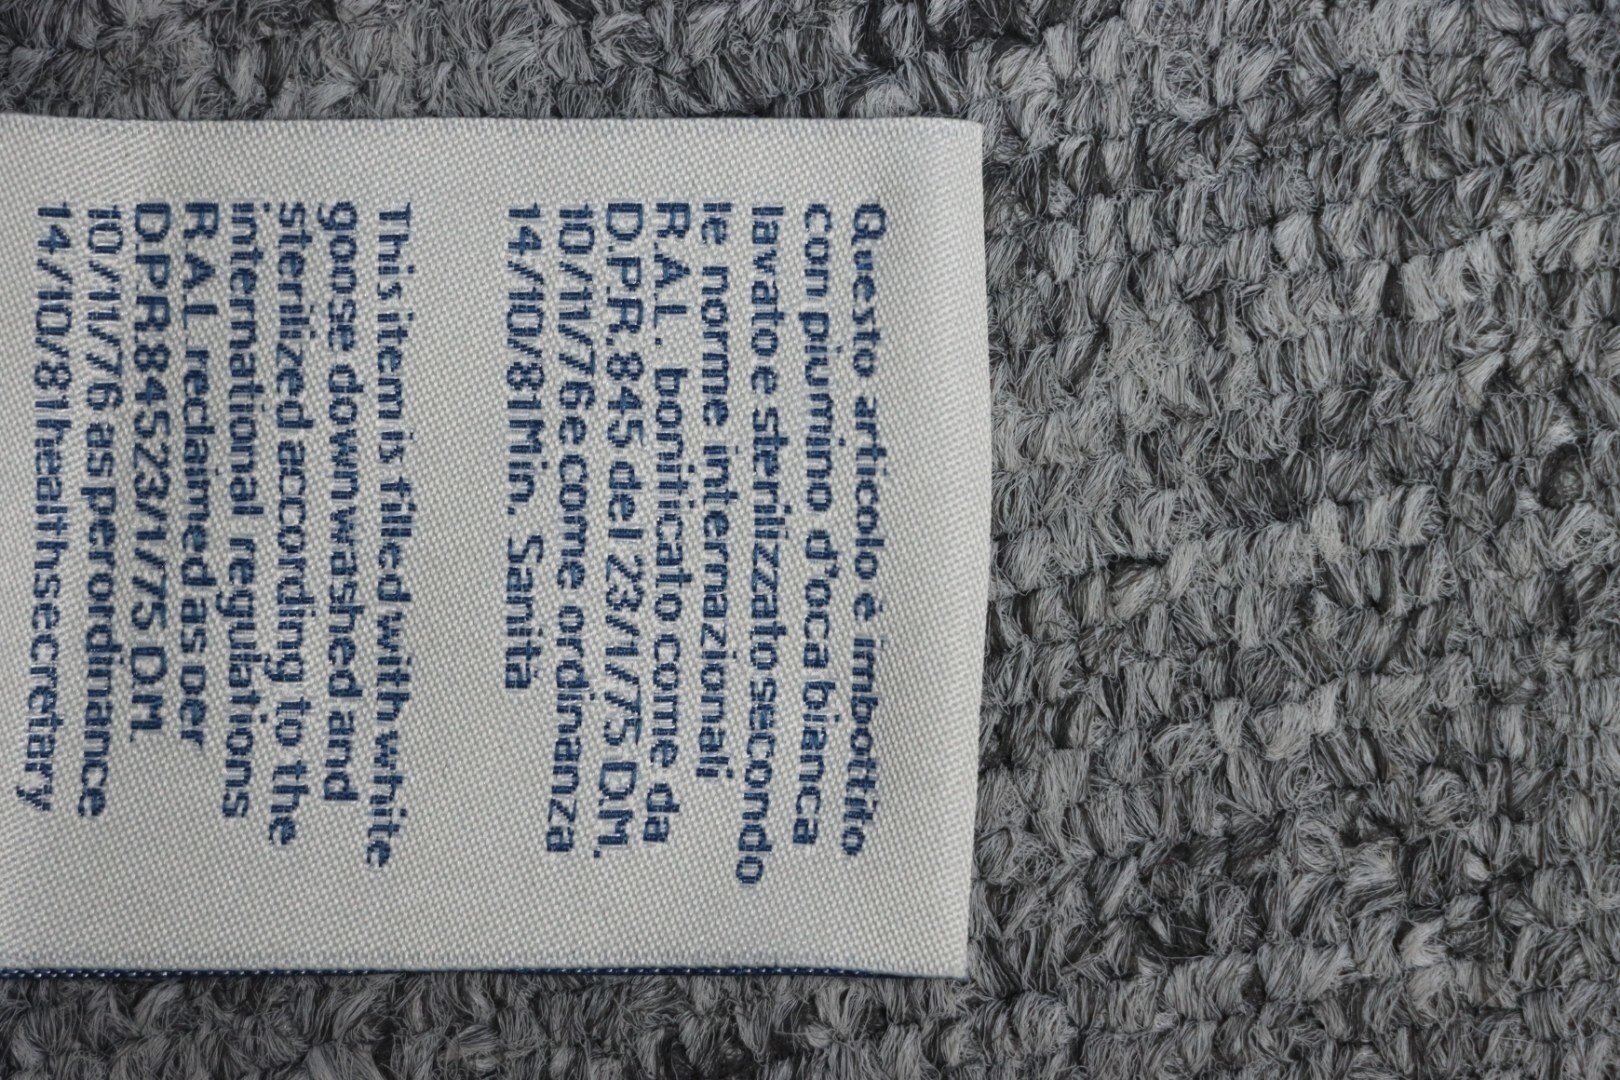 Questo articolo è imbottito
con piumino d'oca bianca
lavato e sterilizzato secondo
le norme internazionali
R.A.L. bonificato come da
D.P.R. 845 del 23/1/75 D.M.
10/11/76 e come ordinanza
14/10/81 Min. Sanità
This item is filled with white
goose down washed and
sterilized according to the
international regulations
R.A.L. reclaimed as per
D.P.R 845 23/1/75 D.M
10/11/76 as per ordinance
14/10/81 health secretary